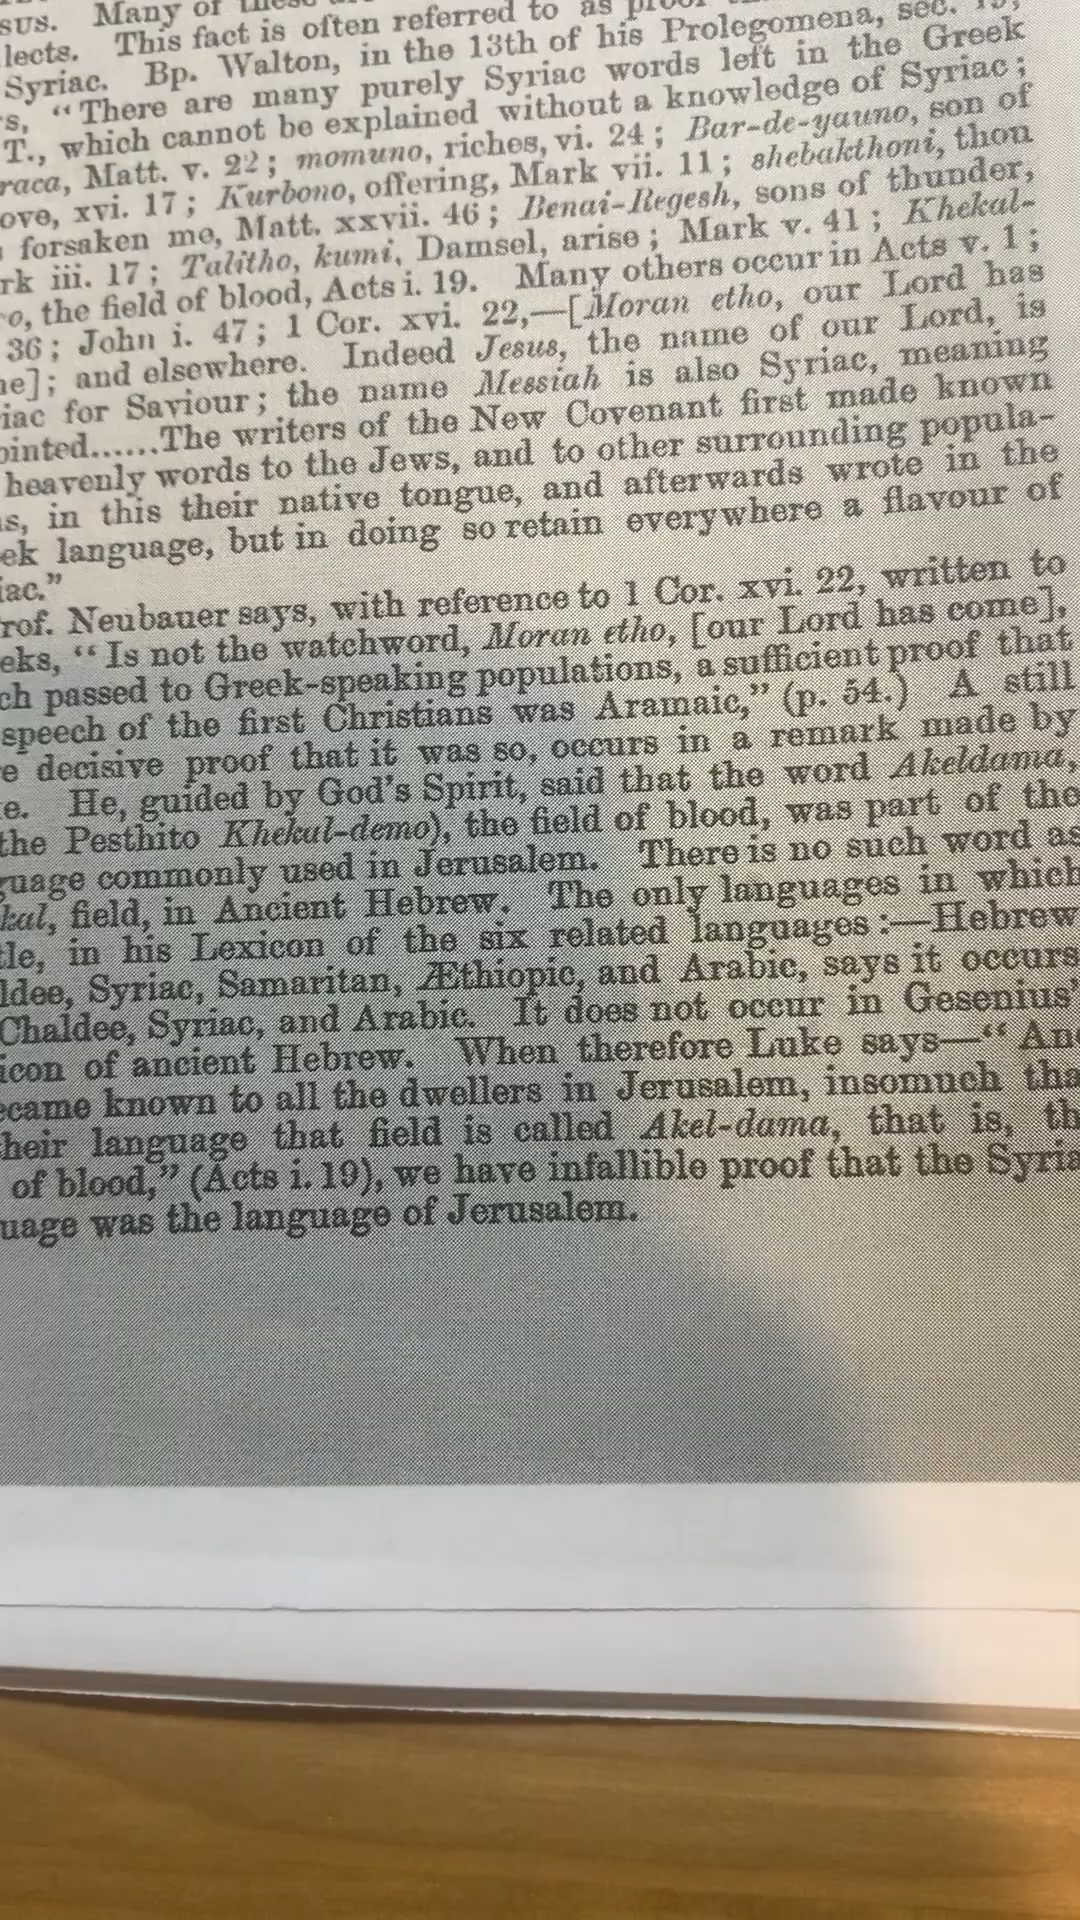 sus. Many of these
lects. This fact is often referred to as proof
Syriac. Bp. Walton, in the 13th of his Prolegomena, sec. 19,
s, "There are many purely Syriac words left in the Greek
T., which cannot be explained without a knowledge of Syriac;
raca, Matt. v. 22; momuno, riches, vi. 24; Bar-de-yauno, son of
ove, xvi. 17; Kurbono, offering, Mark vii. 11; shebakthoni, thou
forsaken me, Matt. xxvii. 46; Benai-Regesh, sons of thunder,
rk iii. 17; Talitho, kumi, Damsel, arise; Mark v. 41; Khekal-
o, the field of blood, Acts i. 19. Many others occur in Acts v. 1;
36; John i. 47; 1 Cor. xvi. 22,—[Moran etho, our Lord has
ne]; and elsewhere. Indeed Jesus, the name of our Lord, is
iac for Saviour; the name Messiah is also Syriac, meaning
ointed......The writers of the New Covenant first made known
heavenly words to the Jews, and to other surrounding popula-
ns, in this their native tongue, and afterwards wrote in the
ek language, but in doing so retain everywhere a flavour of
iac."
rof. Neubauer says, with reference to 1 Cor. xvi. 22, written to
eks, "Is not the watchword, Moran etho, [our Lord has come],
ch passed to Greek-speaking populations, a sufficient proof that
speech of the first Christians was Aramaic," (p. 54.) A still
e decisive proof that it was so, occurs in a remark made by
e. He, guided by God's Spirit, said that the word Akeldama,
the Pesthito Khekul-demo), the field of blood, was part of the
guage commonly used in Jerusalem. There is no such word as
kul, field, in Ancient Hebrew. The only languages in which
tle, in his Lexicon of the six related languages:—Hebrew
ldee, Syriac, Samaritan, Æthiopic, and Arabic, says it occurs
Chaldee, Syriac, and Arabic. It does not occur in Gesenius'
icon of ancient Hebrew. When therefore Luke says—"An
ecame known to all the dwellers in Jerusalem, insomuch tha
heir language that field is called Akel-dama, that is, th
of blood," (Acts i. 19), we have infallible proof that the Syria
uage was the language of Jerusalem.